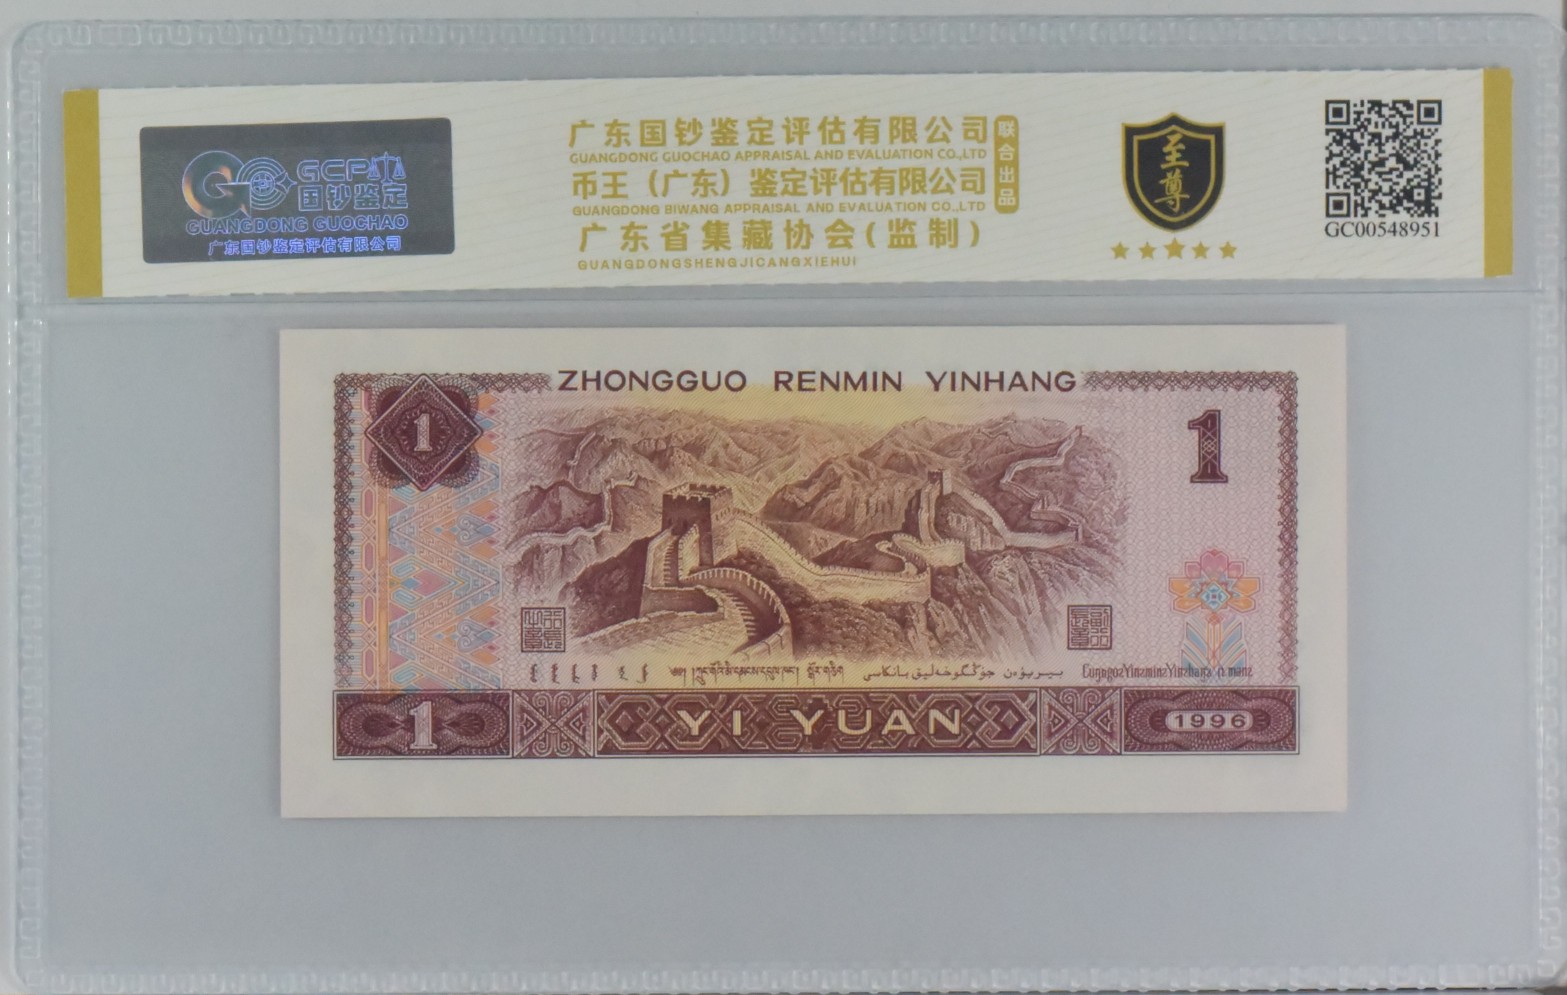 GCP
国钞鉴定
GUANGDONG GUOCHAO
广东国钞鉴定评估有限公司
广东国钞鉴定评估有限公司
GUANGDONG GUOCHAO APPRAISAL AND EVALUATION CO.,LTD
币王（广东）鉴定评估有限公司
GUANGDONG BIWANG APPRAISAL AND EVALUATION CO.,LTD
联合出品
广东省集藏协会(监制)
GUANGDONGSHENGJICANGXIEHUI
至尊
GC00548951
ZHONGGUO RENMIN YINHANG
1
1
جۇڭگو خەلىق بانكاسى
1
YI YUAN
1996